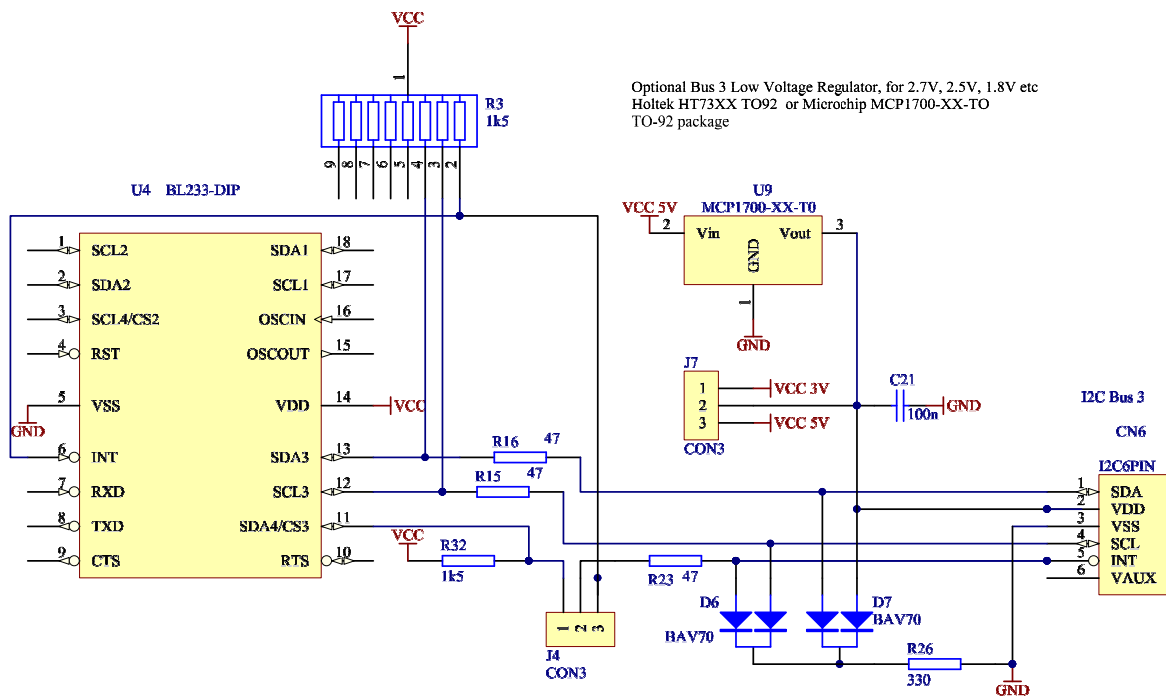 VCC
1
R3
1k5
9 8 7 6 5 4 3 2
Optional Bus 3 Low Voltage Regulator, for 2.7V, 2.5V, 1.8V etc
Holtek HT73XX TO92 or Microchip MCP1700-XX-TO
TO-92 package
U4 BL233-DIP
1 SCL2
2 SDA2
3 SCL4/CS2
4 RST
5 VSS
GND
6 INT
7 RXD
8 TXD
9 CTS
SDA1 18
SCL1 17
OSCIN 16
OSCOUT 15
VDD 14 VCC
SDA3 13
SCL3 12
SDA4/CS3 11
RTS 10
U9
MCP1700-XX-T0
VCC 5V
2 Vin
Vout 3
GND
1
GND
J7
1 VCC 3V
2
3 VCC 5V
CON3
C21
100n
GND
R16 47
R15 47
VCC
R32
1k5
R23 47
1 2 3
J4
CON3
D6
BAV70
D7
BAV70
R26
330
GND
I2C Bus 3
CN6
I2C6PIN
1 SDA
2 VDD
3 VSS
4 SCL
5 INT
6 VAUX